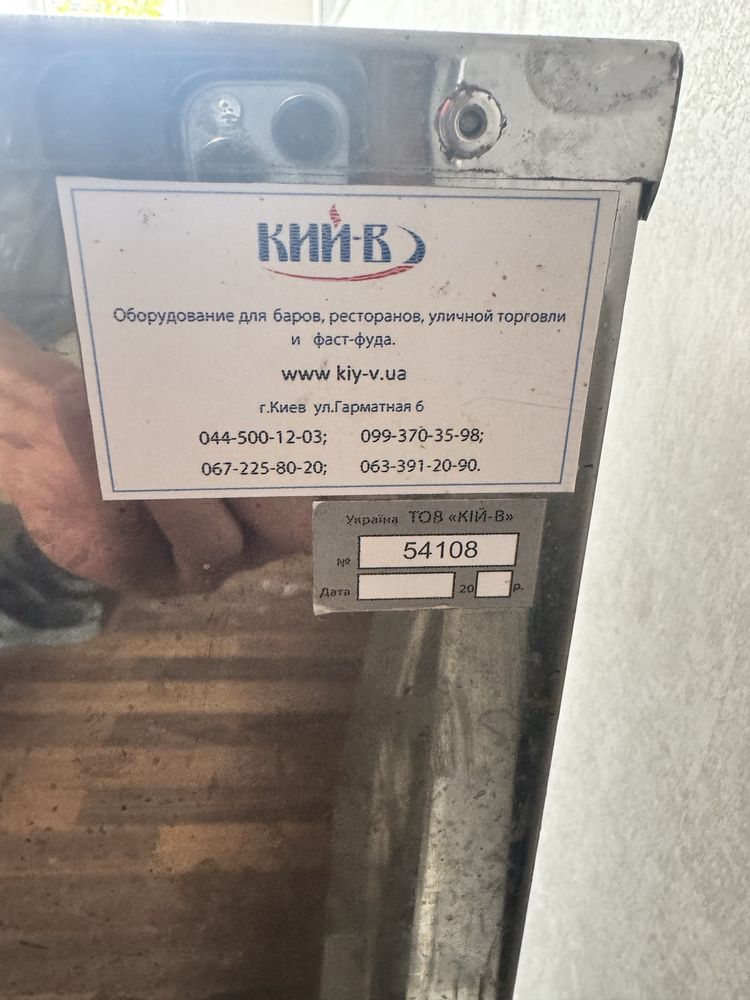 КИЙ-В
Оборудование для баров, ресторанов, уличной торговли
и фаст-фуда.
www kiy-v.ua
г.Киев ул.Гарматная 6
044-500-12-03; 099-370-35-98;
067-225-80-20; 063-391-20-90.
Україна ТОВ «КІЙ-В»
№ 54108
Дата 20 р.